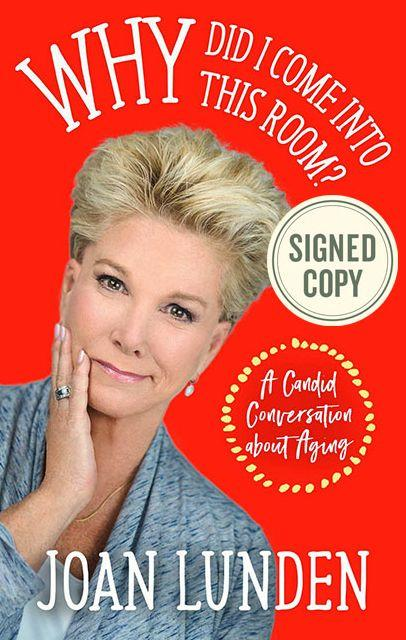 WHY
DID I COME INTO
THIS ROOM?
SIGNED
COPY
A Candid
Conversation
about Aging
JOAN LUNDEN